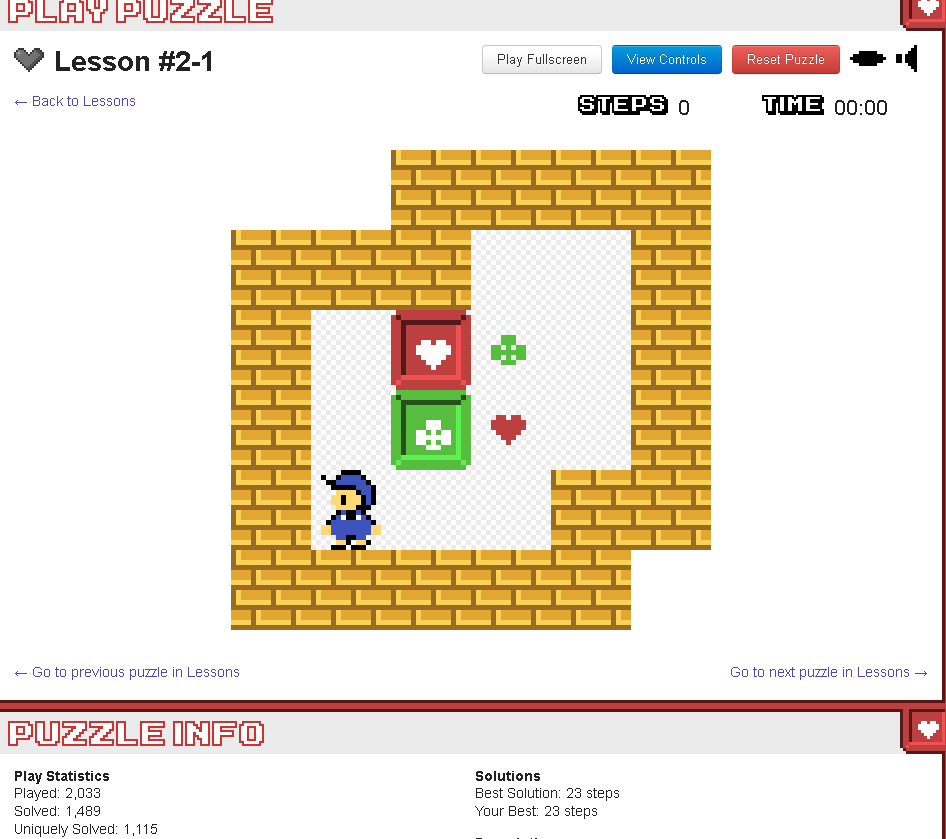 PLAY PUZZLE
Lesson #2-1
Play Fullscreen
View Controls
Reset Puzzle
← Back to Lessons
STEPS 0
TIME 00:00
← Go to previous puzzle in Lessons
Go to next puzzle in Lessons →
PUZZLE INFO
Play Statistics
Played: 2,033
Solved: 1,489
Uniquely Solved: 1,115
Solutions
Best Solution: 23 steps
Your Best: 23 steps